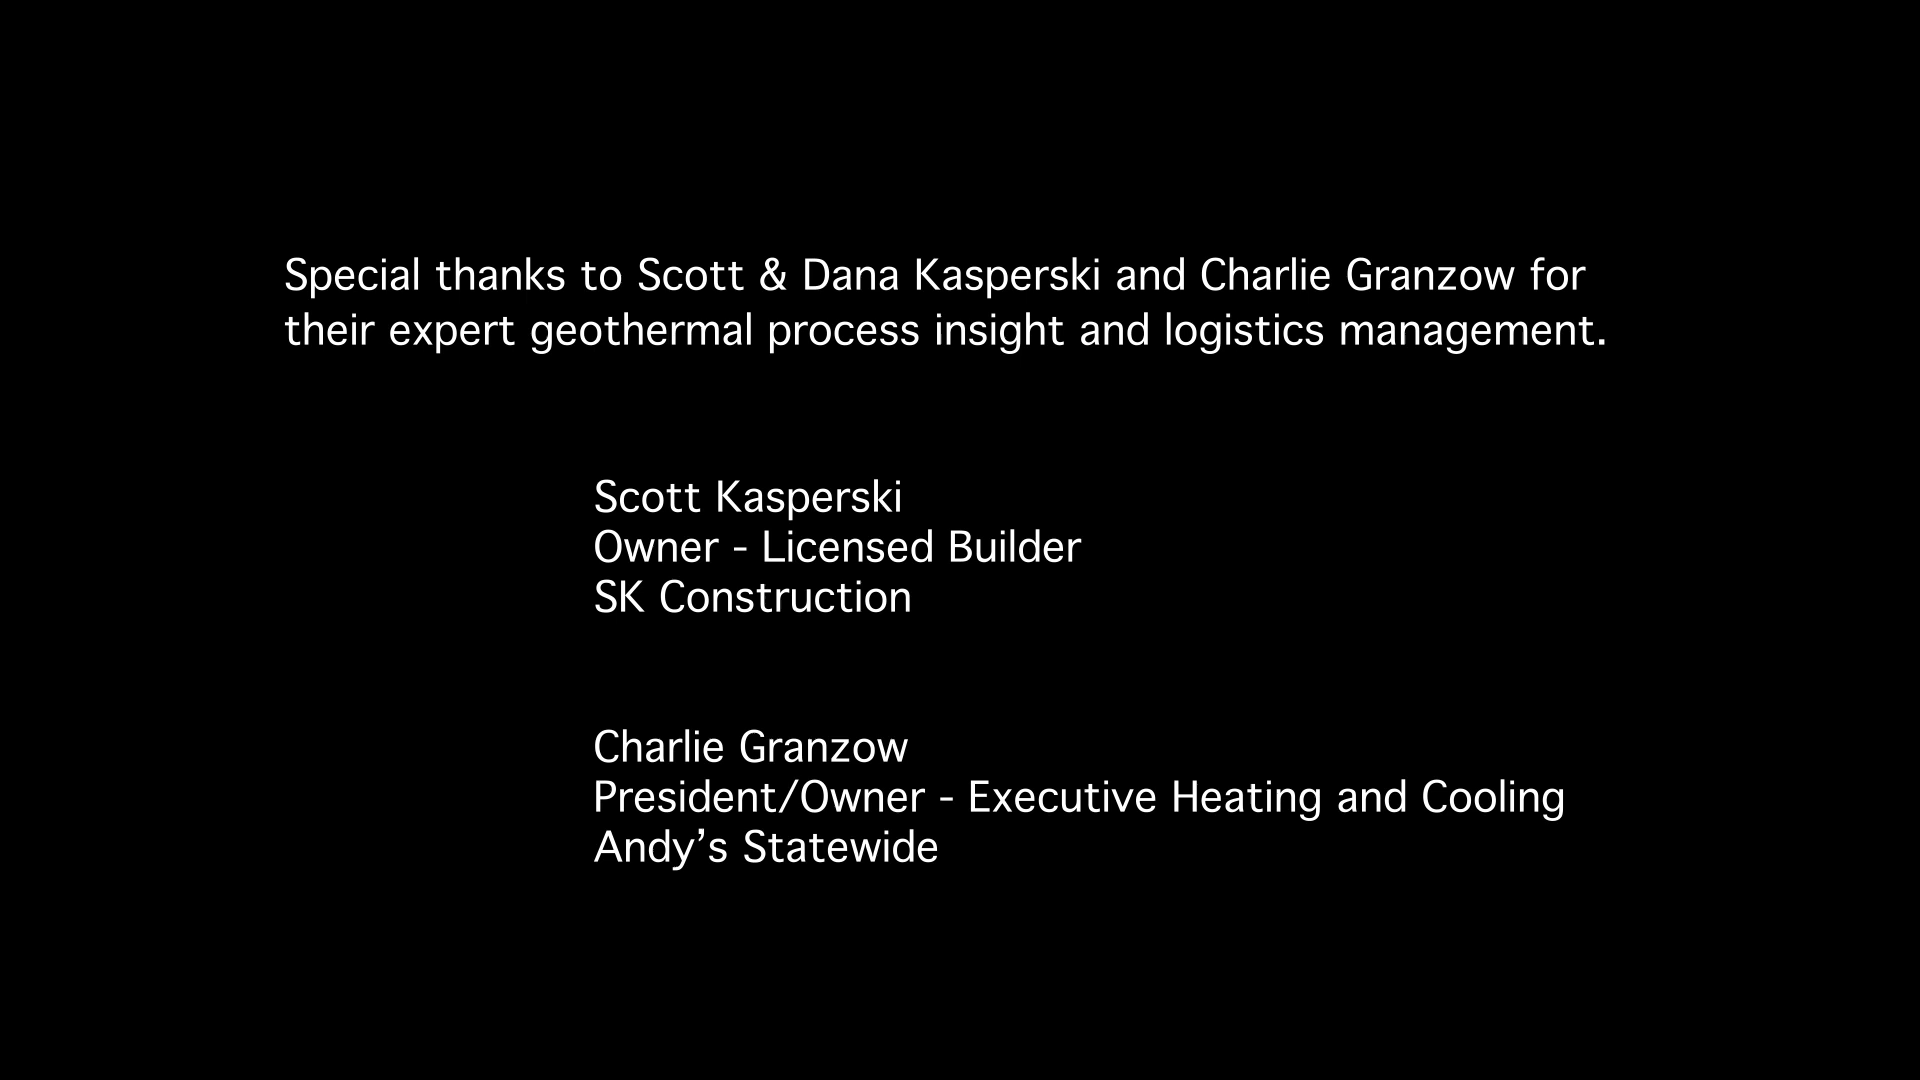 Special thanks to Scott & Dana Kasperski and Charlie Granzow for
their expert geothermal process insight and logistics management.
Scott Kasperski
Owner - Licensed Builder
SK Construction
Charlie Granzow
President/Owner - Executive Heating and Cooling
Andy’s Statewide